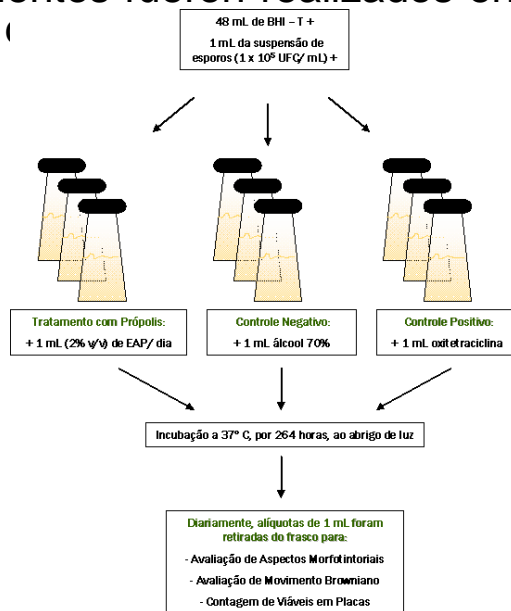 fueron realizados en
48 mL de BHI – T +
1 mL da suspensão de
esporos (1 x 10⁵ UFC/ mL) +
Tratamento com Própolis:
+ 1 mL (2% v/v) de EAP/ dia
Controle Negativo:
+ 1 mL álcool 70%
Controle Positivo:
+ 1 mL oxitetraciclina
Incubação a 37° C, por 264 horas, ao abrigo de luz
Diariamente, alíquotas de 1 mL foram
retiradas do frasco para:
- Avaliação de Aspectos Morfotintoriais
- Avaliação de Movimento Browniano
- Contagem de Viáveis em Placas